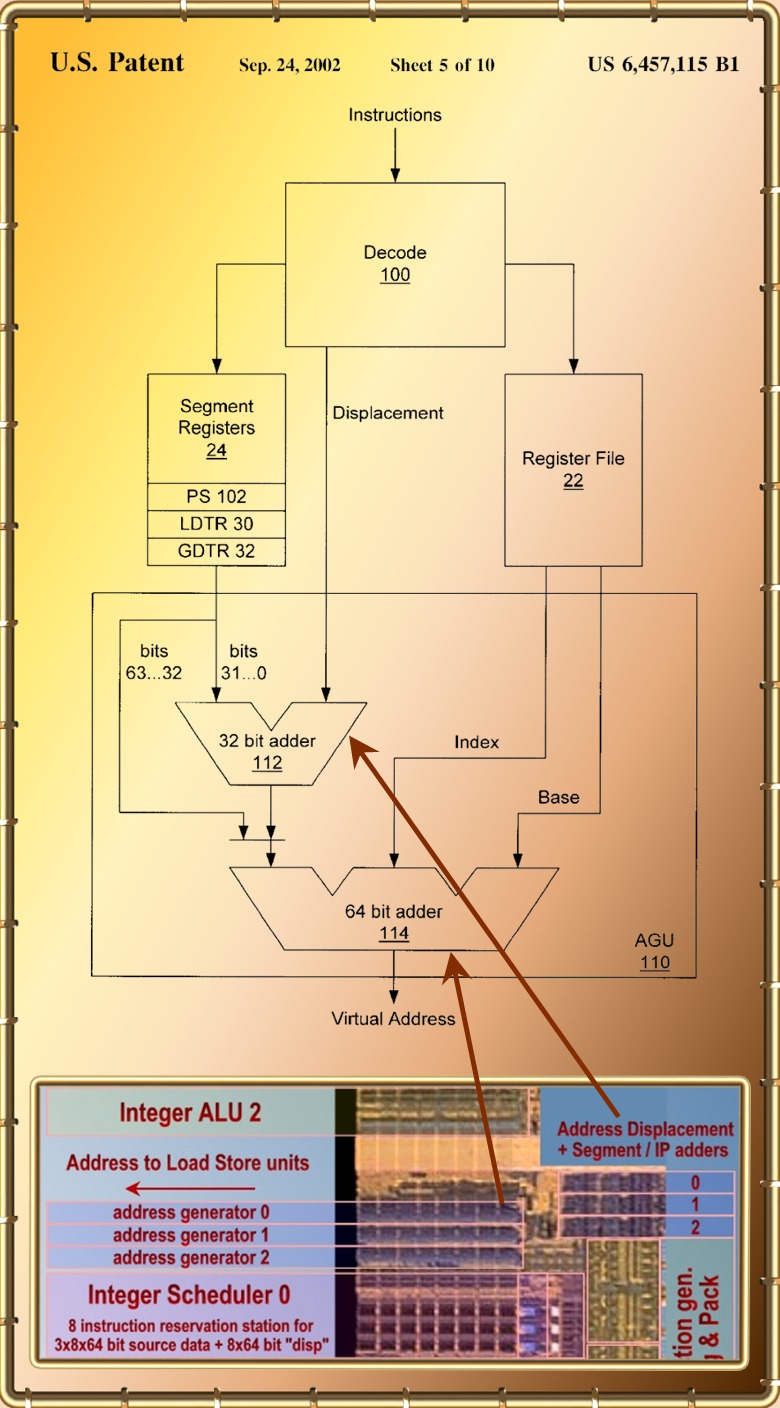 U.S. Patent Sep. 24, 2002 Sheet 5 of 10 US 6,457,115 B1
Instructions
Decode
100
Segment
Registers
24
PS 102
LDTR 30
GDTR 32
Displacement
Register File
22
bits
63...32
bits
31...0
32 bit adder
112
Index
Base
64 bit adder
114
AGU
110
Virtual Address
Integer ALU 2
Address to Load Store units
address generator 0
address generator 1
address generator 2
Integer Scheduler 0
8 instruction reservation station for
3x8x64 bit source data + 8x64 bit "disp"
Address Displacement
+ Segment / IP adders
0
1
2
tion gen.
& Pack